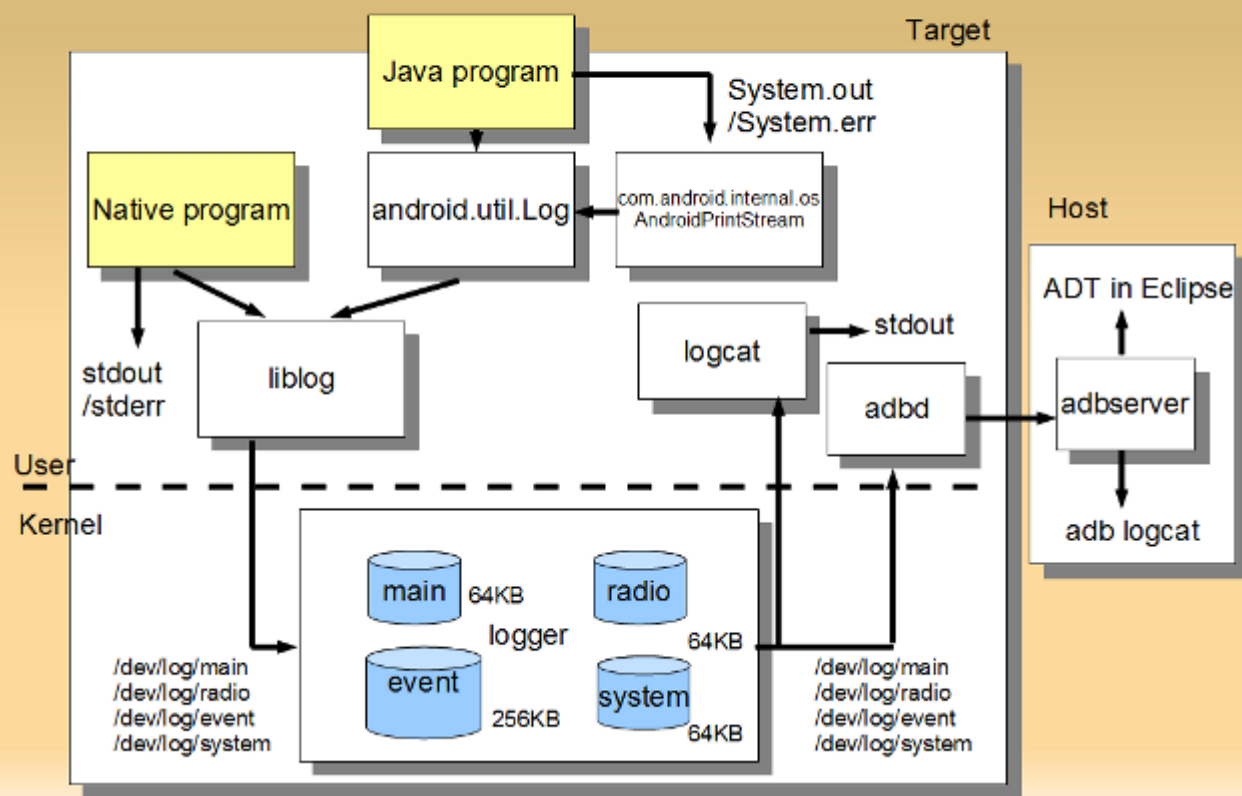 Target
Java program
System.out
/System.err
Native program
android.util.Log
com.android.internal.os
AndroidPrintStream
Host
ADT in Eclipse
stdout
/stderr
liblog
logcat
stdout
adbd
adbserver
adb logcat
User
Kernel
main
64KB
radio
64KB
logger
event
256KB
system
64KB
/dev/log/main
/dev/log/radio
/dev/log/event
/dev/log/system
/dev/log/main
/dev/log/radio
/dev/log/event
/dev/log/system